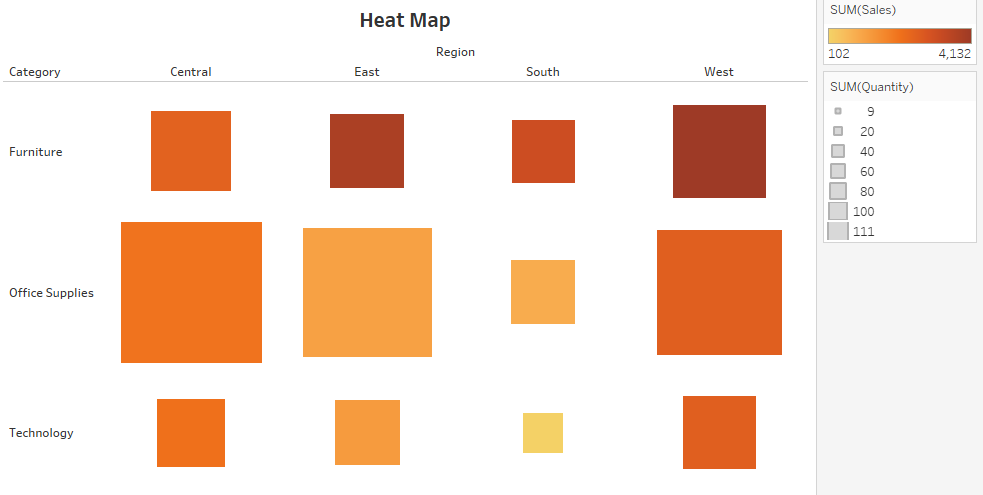 Heat Map
Region
Category Central East South West
Furniture
Office Supplies
Technology
SUM(Sales)
102 4,132
SUM(Quantity)
9
20
40
60
80
100
111